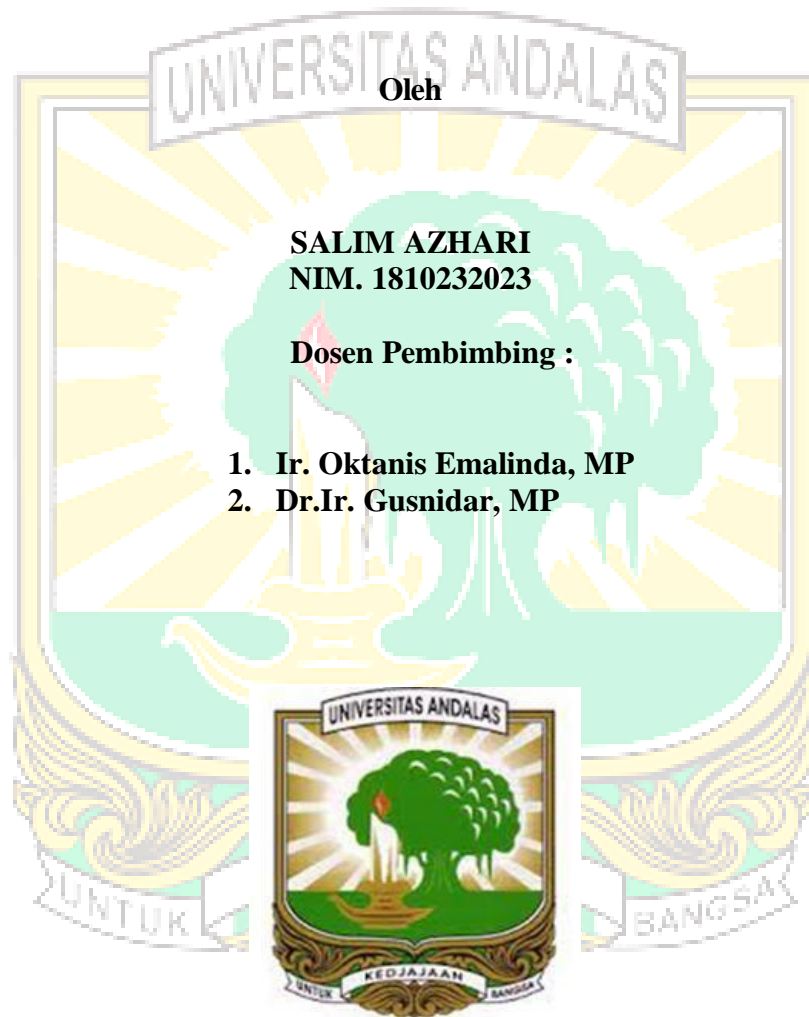 UNIVERSITAS ANDALAS
Oleh
SALIM AZHARI
NIM. 1810232023
Dosen Pembimbing :
1. Ir. Oktanis Emalinda, MP
2. Dr.Ir. Gusnidar, MP
UNIVERSITAS ANDALAS
UNTUK BANGSA
UNTUK KEDJAJAAN BANGSA